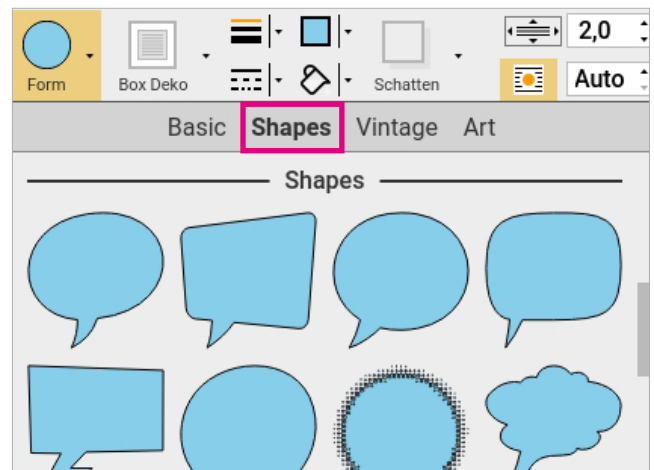 2,0
Auto
Form
Box Deko
Schatten
Basic Shapes Vintage Art
Shapes